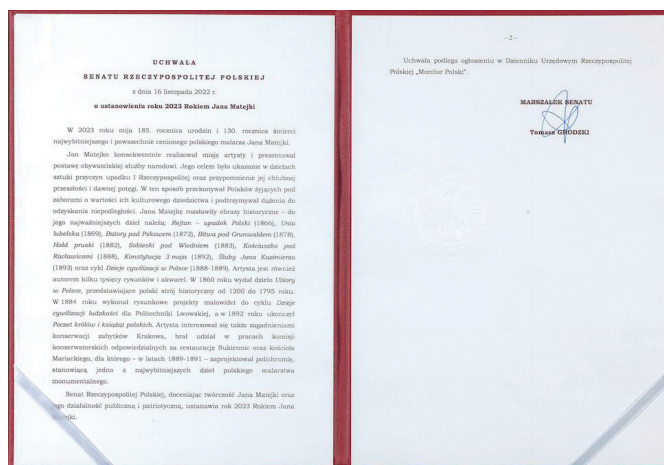 UCHWAŁA
SENATU RZECZYPOSPOLITEJ POLSKIEJ
z dnia 16 listopada 2022 r.
o ustanowieniu roku 2023 Rokiem Jana Matejki
W 2023 roku mija 185. rocznica urodzin i 130. rocznica śmierci
najwybitniejszego i powszechnie cenionego polskiego malarza Jana Matejki.
Jan Matejko konsekwentnie realizował misję artysty i prezentował
postawę obywatelskiej służby narodowi. Jego celem było ukazanie w dziełach
sztuki przyczyn upadku I Rzeczypospolitej oraz przypomnienie jej chlubnej
przeszłości i dawnej potęgi. W ten sposób przekonywał Polaków żyjących pod
zaborami o wartości ich kulturowego dziedzictwa i podtrzymywał dążenia do
odzyskania niepodległości. Jana Matejkę rozsławiły obrazy historyczne – do
jego najważniejszych dzieł należą: Rejtan – upadek Polski (1866), Unia
lubelska (1869), Batory pod Pskowem (1872), Bitwa pod Grunwaldem (1878),
Hołd pruski (1882), Sobieski pod Wiedniem (1883), Kościuszko pod
Racławicami (1888), Konstytucja 3 maja (1892), Śluby Jana Kazimierza
(1893) oraz cykl Dzieje cywilizacji w Polsce (1888-1889). Artysta jest również
autorem kilku tysięcy rysunków i akwarel. W 1860 roku wydał dzieło Ubiory
w Polsce, przedstawiające polski strój historyczny od 1200 do 1795 roku.
W 1884 roku wykonał rysunkowe projekty malowideł do cyklu Dzieje
cywilizacji ludzkości dla Politechniki Lwowskiej, a w 1892 roku ukończył
Poczet królów i książąt polskich. Artysta interesował się także zagadnieniami
konserwacji zabytków Krakowa, brał udział w pracach komisji
konserwatorskich odpowiedzialnych za restaurację Sukiennic oraz kościoła
Mariackiego, dla którego – w latach 1889-1891 – zaprojektował polichromię,
stanowiącą jedno z najwybitniejszych dzieł polskiego malarstwa
monumentalnego.
Senat Rzeczypospolitej Polskiej, doceniając twórczość Jana Matejki oraz
jego działalność publiczną i patriotyczną, ustanawia rok 2023 Rokiem Jana
Matejki.
– 2 –
Uchwała podlega ogłoszeniu w Dzienniku Urzędowym Rzeczypospolitej
Polskiej „Monitor Polski”.
MARSZAŁEK SENATU
Tomasz GRODZKI